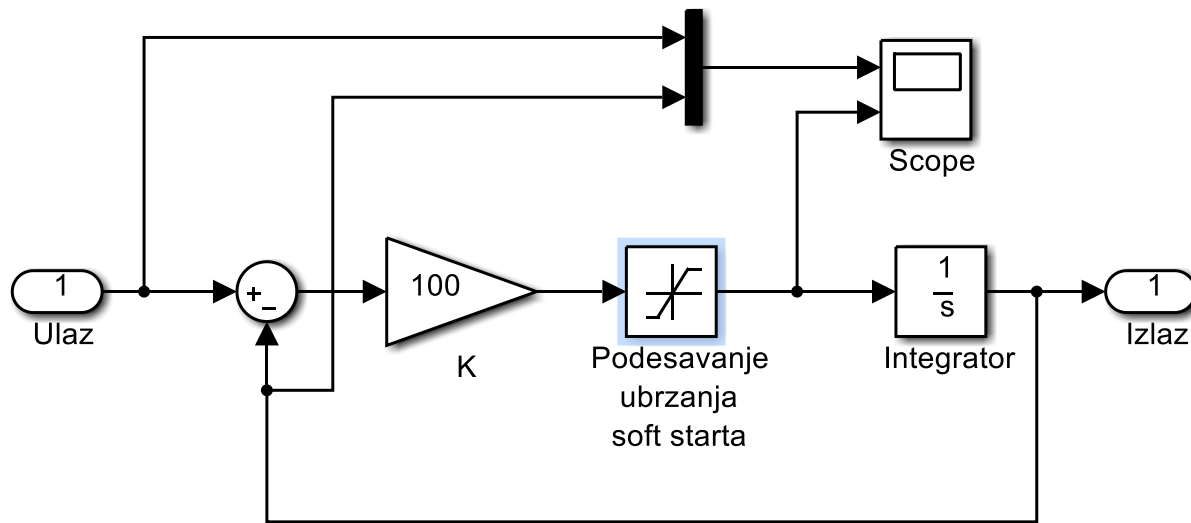 Scope
1
Ulaz
+
−
100
K
Podesavanje
ubrzanja
soft starta
1
s
Integrator
1
Izlaz